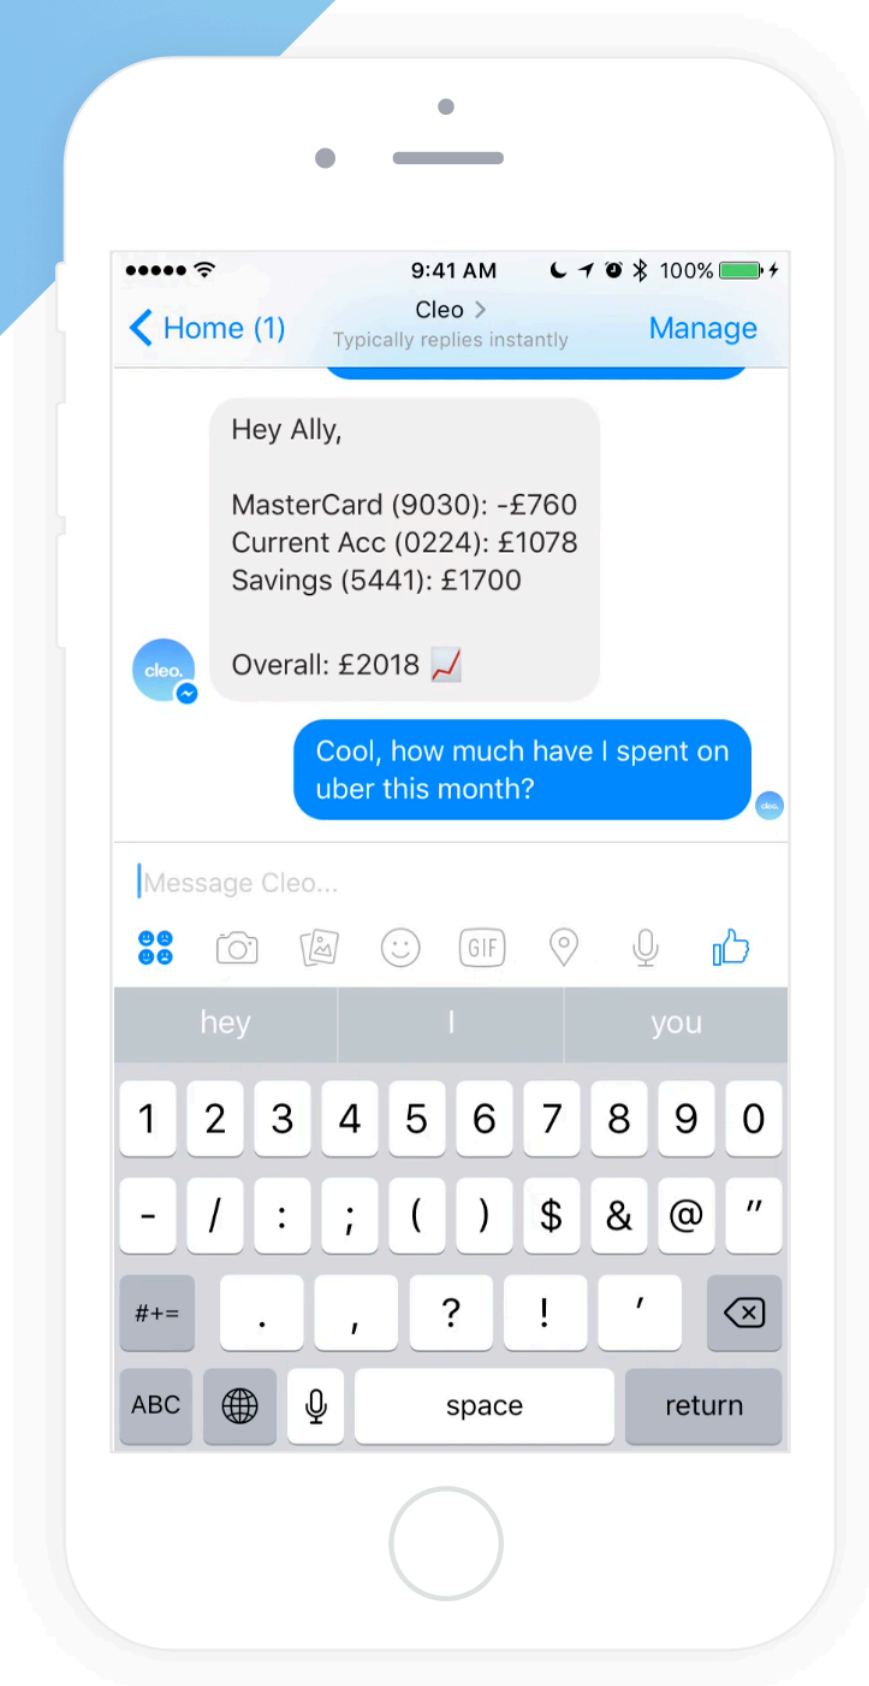 9:41 AM 100%
Home (1) Cleo Manage
Typically replies instantly
Hey Ally,
MasterCard (9030): -£760
Current Acc (0224): £1078
Savings (5441): £1700
Overall: £2018
cleo.
Cool, how much have I spent on
uber this month?
cleo.
Message Cleo...
GIF
hey I you
1 2 3 4 5 6 7 8 9 0
- / : ; ( ) $ & @ "
#+= . , ? ! '
ABC space return